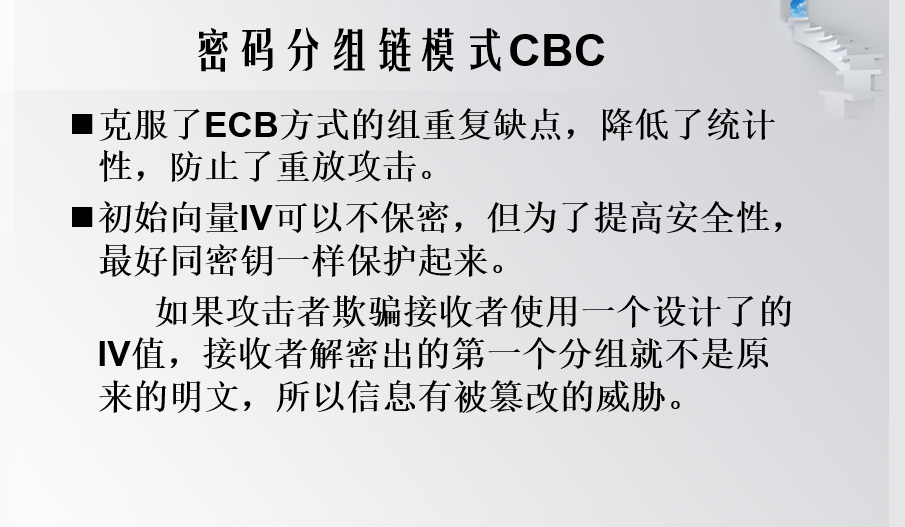 密码分组链模式CBC
■克服了ECB方式的组重复缺点，降低了统计
性，防止了重放攻击。
■初始向量IV可以不保密，但为了提高安全性，
最好同密钥一样保护起来。
如果攻击者欺骗接收者使用一个设计了的
IV值，接收者解密出的第一个分组就不是原
来的明文，所以信息有被篡改的威胁。